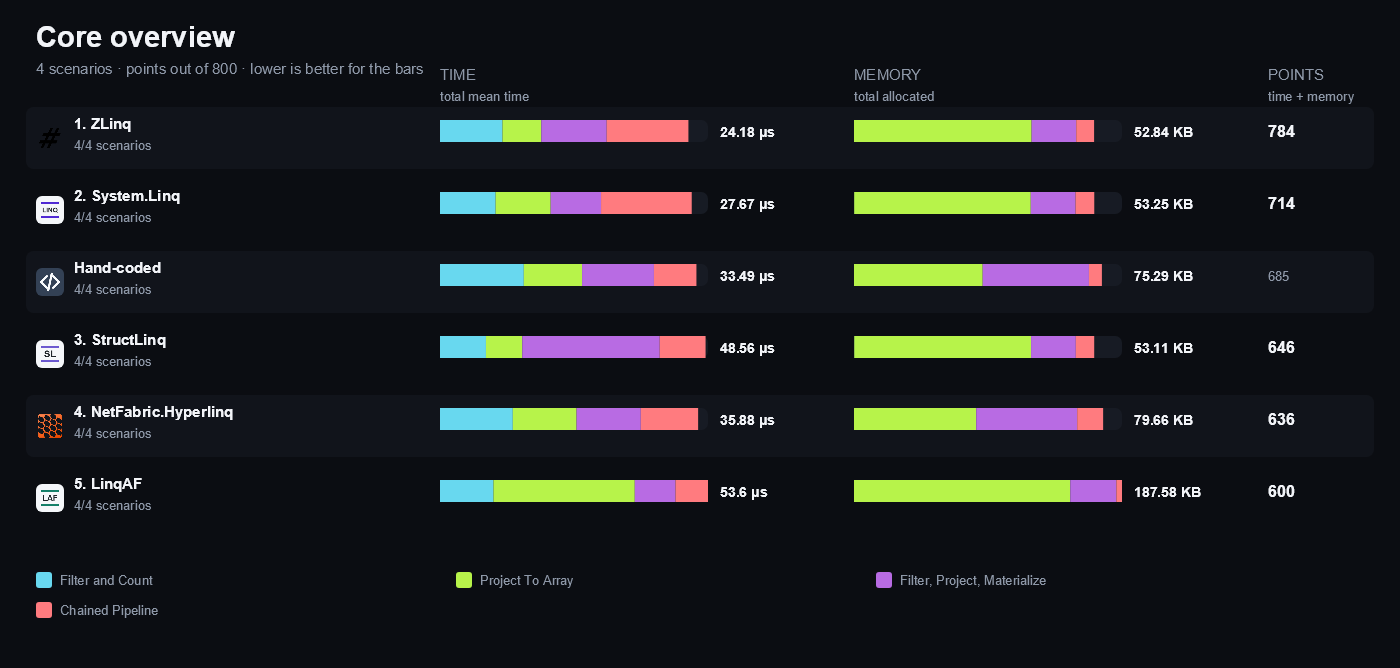 Core overview
4 scenarios · points out of 800 · lower is better for the bars
TIME
total mean time
MEMORY
total allocated
POINTS
time + memory
#
1. ZLinq
4/4 scenarios
24.18 µs
52.84 KB
784
LINQ
2. System.Linq
4/4 scenarios
27.67 µs
53.25 KB
714
</>
Hand-coded
4/4 scenarios
33.49 µs
75.29 KB
685
SL
3. StructLinq
4/4 scenarios
48.56 µs
53.11 KB
646
4. NetFabric.Hyperlinq
4/4 scenarios
35.88 µs
79.66 KB
636
LAF
5. LinqAF
4/4 scenarios
53.6 µs
187.58 KB
600
Filter and Count
Project To Array
Filter, Project, Materialize
Chained Pipeline